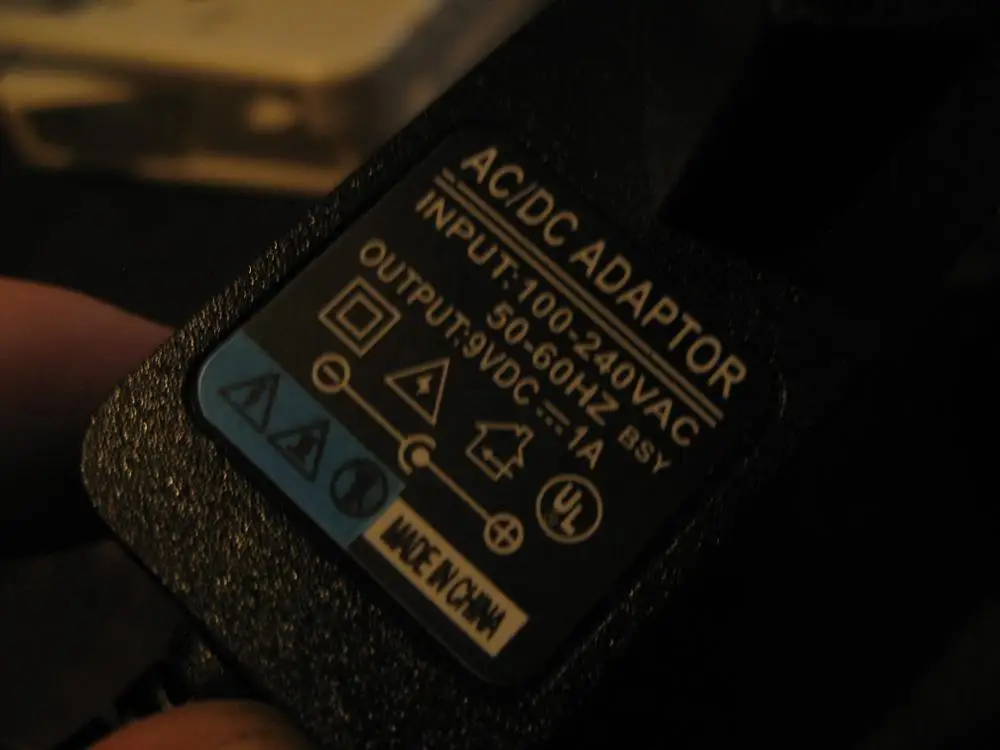 AC/DC ADAPTOR
INPUT:100-240VAC
50-60HZ BSY
OUTPUT:9VDC⎓1A
UL
MADE IN CHINA